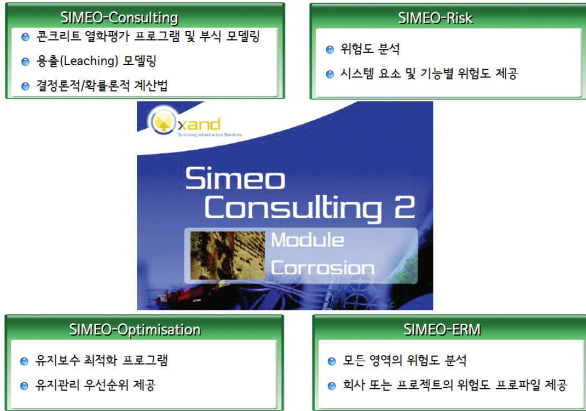 SIMEO-Consulting
콘크리트 열화평가 프로그램 및 부식 모델링
용출(Leaching) 모델링
결정론적/확률론적 계산법
SIMEO-Risk
위험도 분석
시스템 요소 및 기능별 위험도 제공
Oxand
Simeo
Consulting 2
Module
Corrosion
SIMEO-Optimisation
유지보수 최적화 프로그램
유지관리 우선순위 제공
SIMEO-ERM
모든 영역의 위험도 분석
회사 또는 프로젝트의 위험도 프로파일 제공